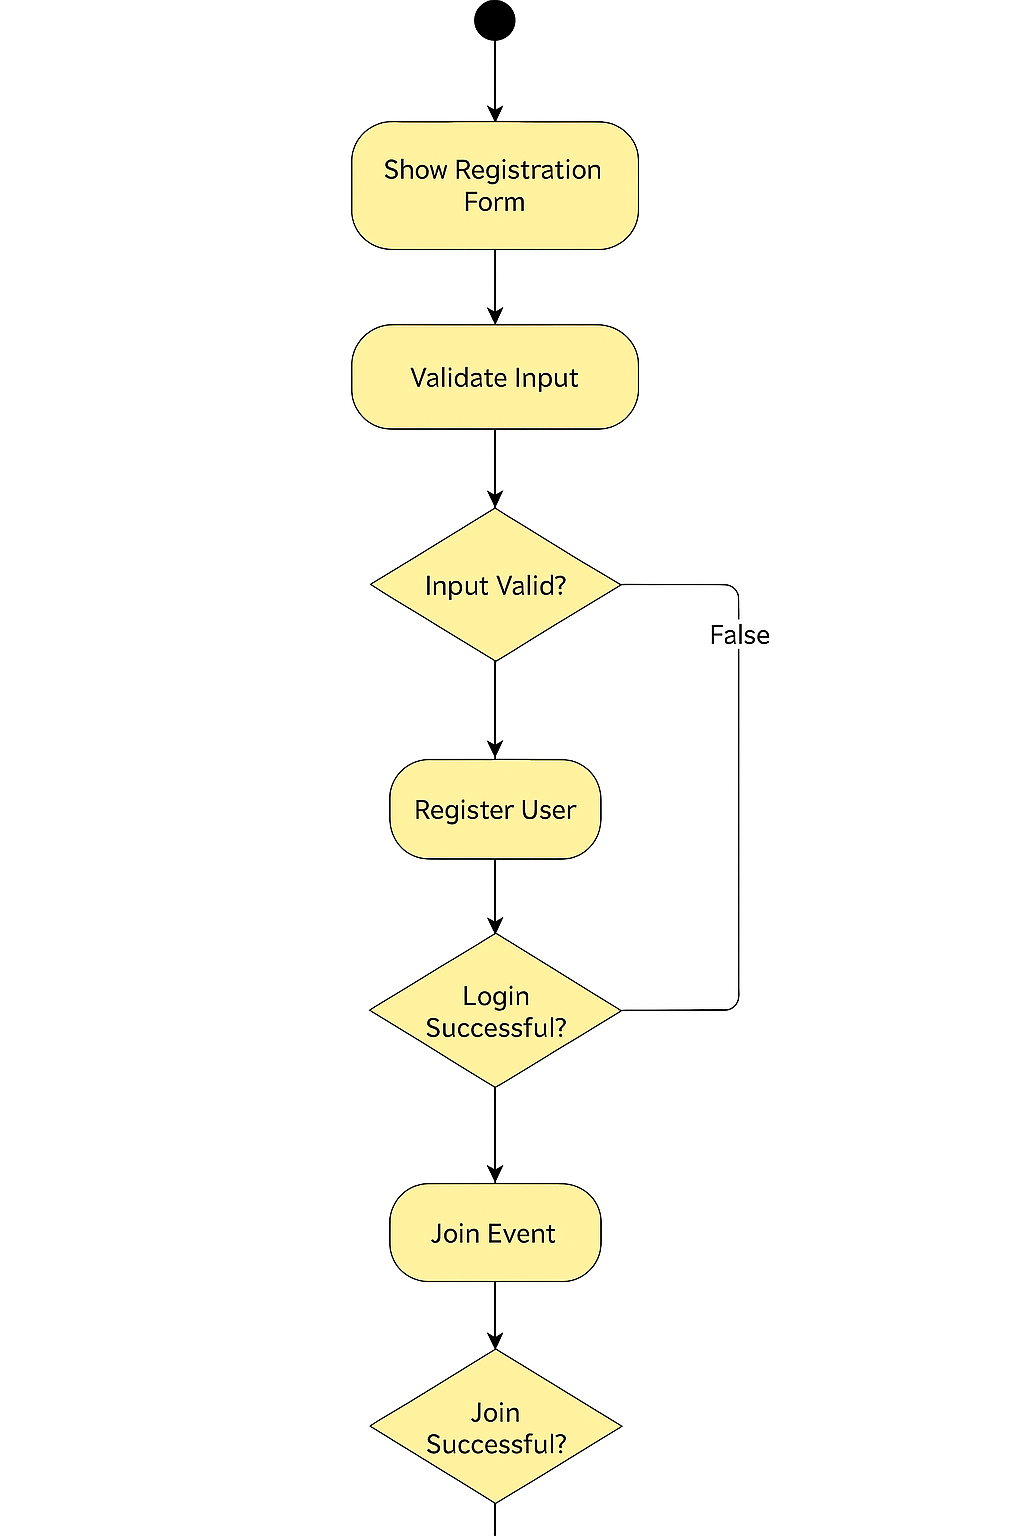 Show Registration
Form
Validate Input
Input Valid?
False
Register User
Login
Successful?
Join Event
Join
Successful?